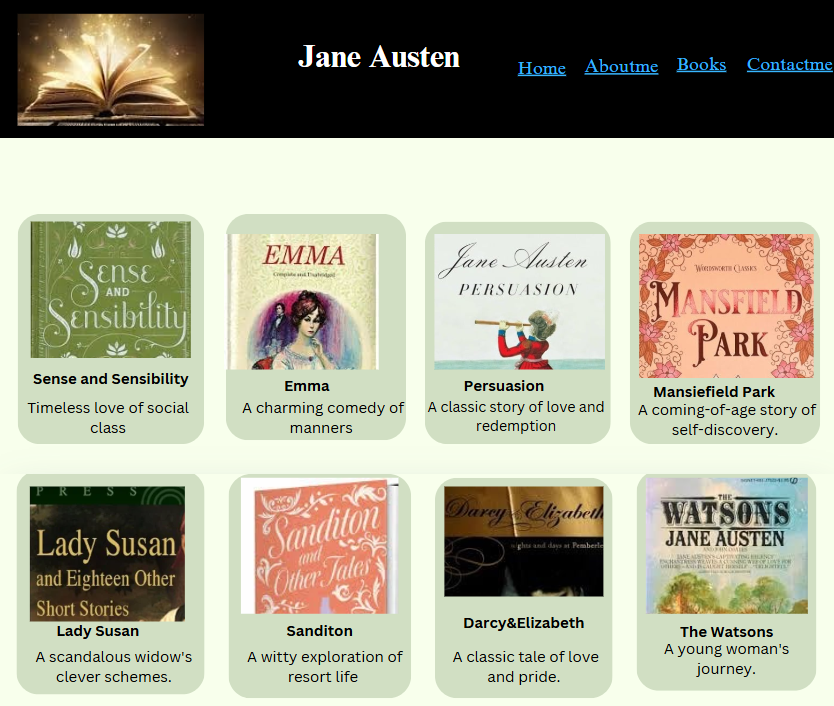 Jane Austen
Home Aboutme Books Contactme
Sense
AND
Sensibility
Sense and Sensibility
Timeless love of social
class
EMMA
Complete and Unabridged
Emma
A charming comedy of
manners
Jane Austen
PERSUASION
Persuasion
A classic story of love and
redemption
WORDSWORTH CLASSICS
MANSFIELD
PARK
Mansiefield Park
A coming-of-age story of
self-discovery.
PRESS
Lady Susan
and Eighteen Other
Short Stories
Lady Susan
A scandalous widow's
clever schemes.
Sanditon
and
Other Tales
Sanditon
A witty exploration of
resort life
Darcy & Elizabeth
nights and days at Pemberle
Darcy&Elizabeth
A classic tale of love
and pride.
THE
WATSONS
JANE AUSTEN
The Watsons
A young woman's
journey.